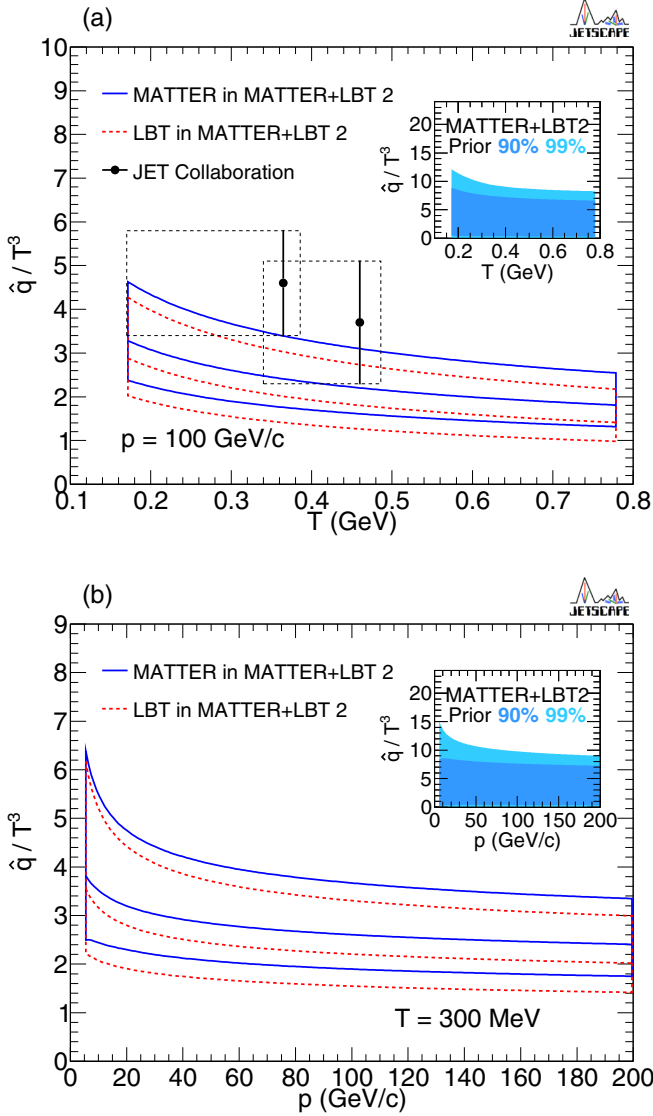 (a)
JETSCAPE
10
9
8
7
6
5
4
3
2
1
0
q̂ / T³
MATTER in MATTER+LBT 2
LBT in MATTER+LBT 2
JET Collaboration
p = 100 GeV/c
0.1 0.2 0.3 0.4 0.5 0.6 0.7 0.8
T (GeV)
MATTER+LBT2
Prior 90% 99%
20
15
10
5
0
q̂ / T³
0.2 0.4 0.6 0.8
T (GeV)
(b)
JETSCAPE
9
8
7
6
5
4
3
2
1
0
q̂ / T³
MATTER in MATTER+LBT 2
LBT in MATTER+LBT 2
T = 300 MeV
0 20 40 60 80 100 120 140 160 180 200
p (GeV/c)
MATTER+LBT2
Prior 90% 99%
20
15
10
5
0
q̂ / T³
0 50 100 150 200
p (GeV/c)